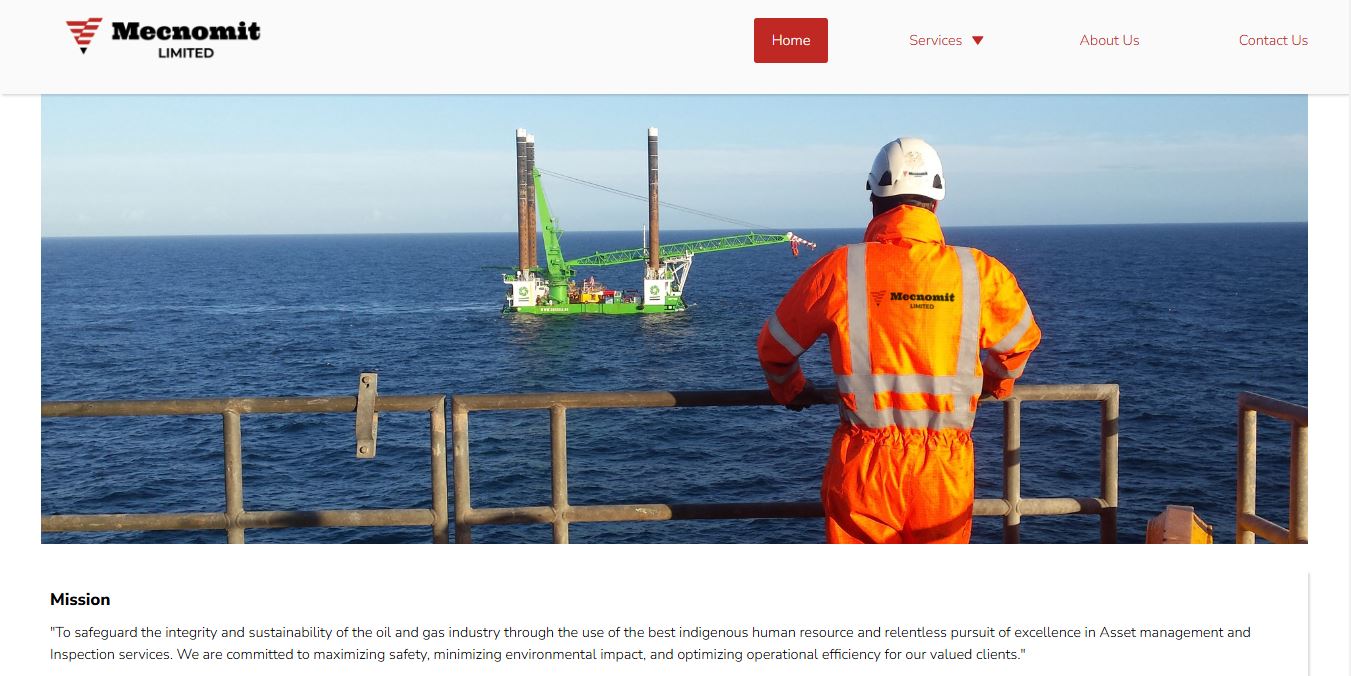 Mecnomit
LIMITED
Home
Services
About Us
Contact Us
Mecnomit
Mecnomit
LIMITED
Mission
"To safeguard the integrity and sustainability of the oil and gas industry through the use of the best indigenous human resource and relentless pursuit of excellence in Asset management and
Inspection services. We are committed to maximizing safety, minimizing environmental impact, and optimizing operational efficiency for our valued clients."